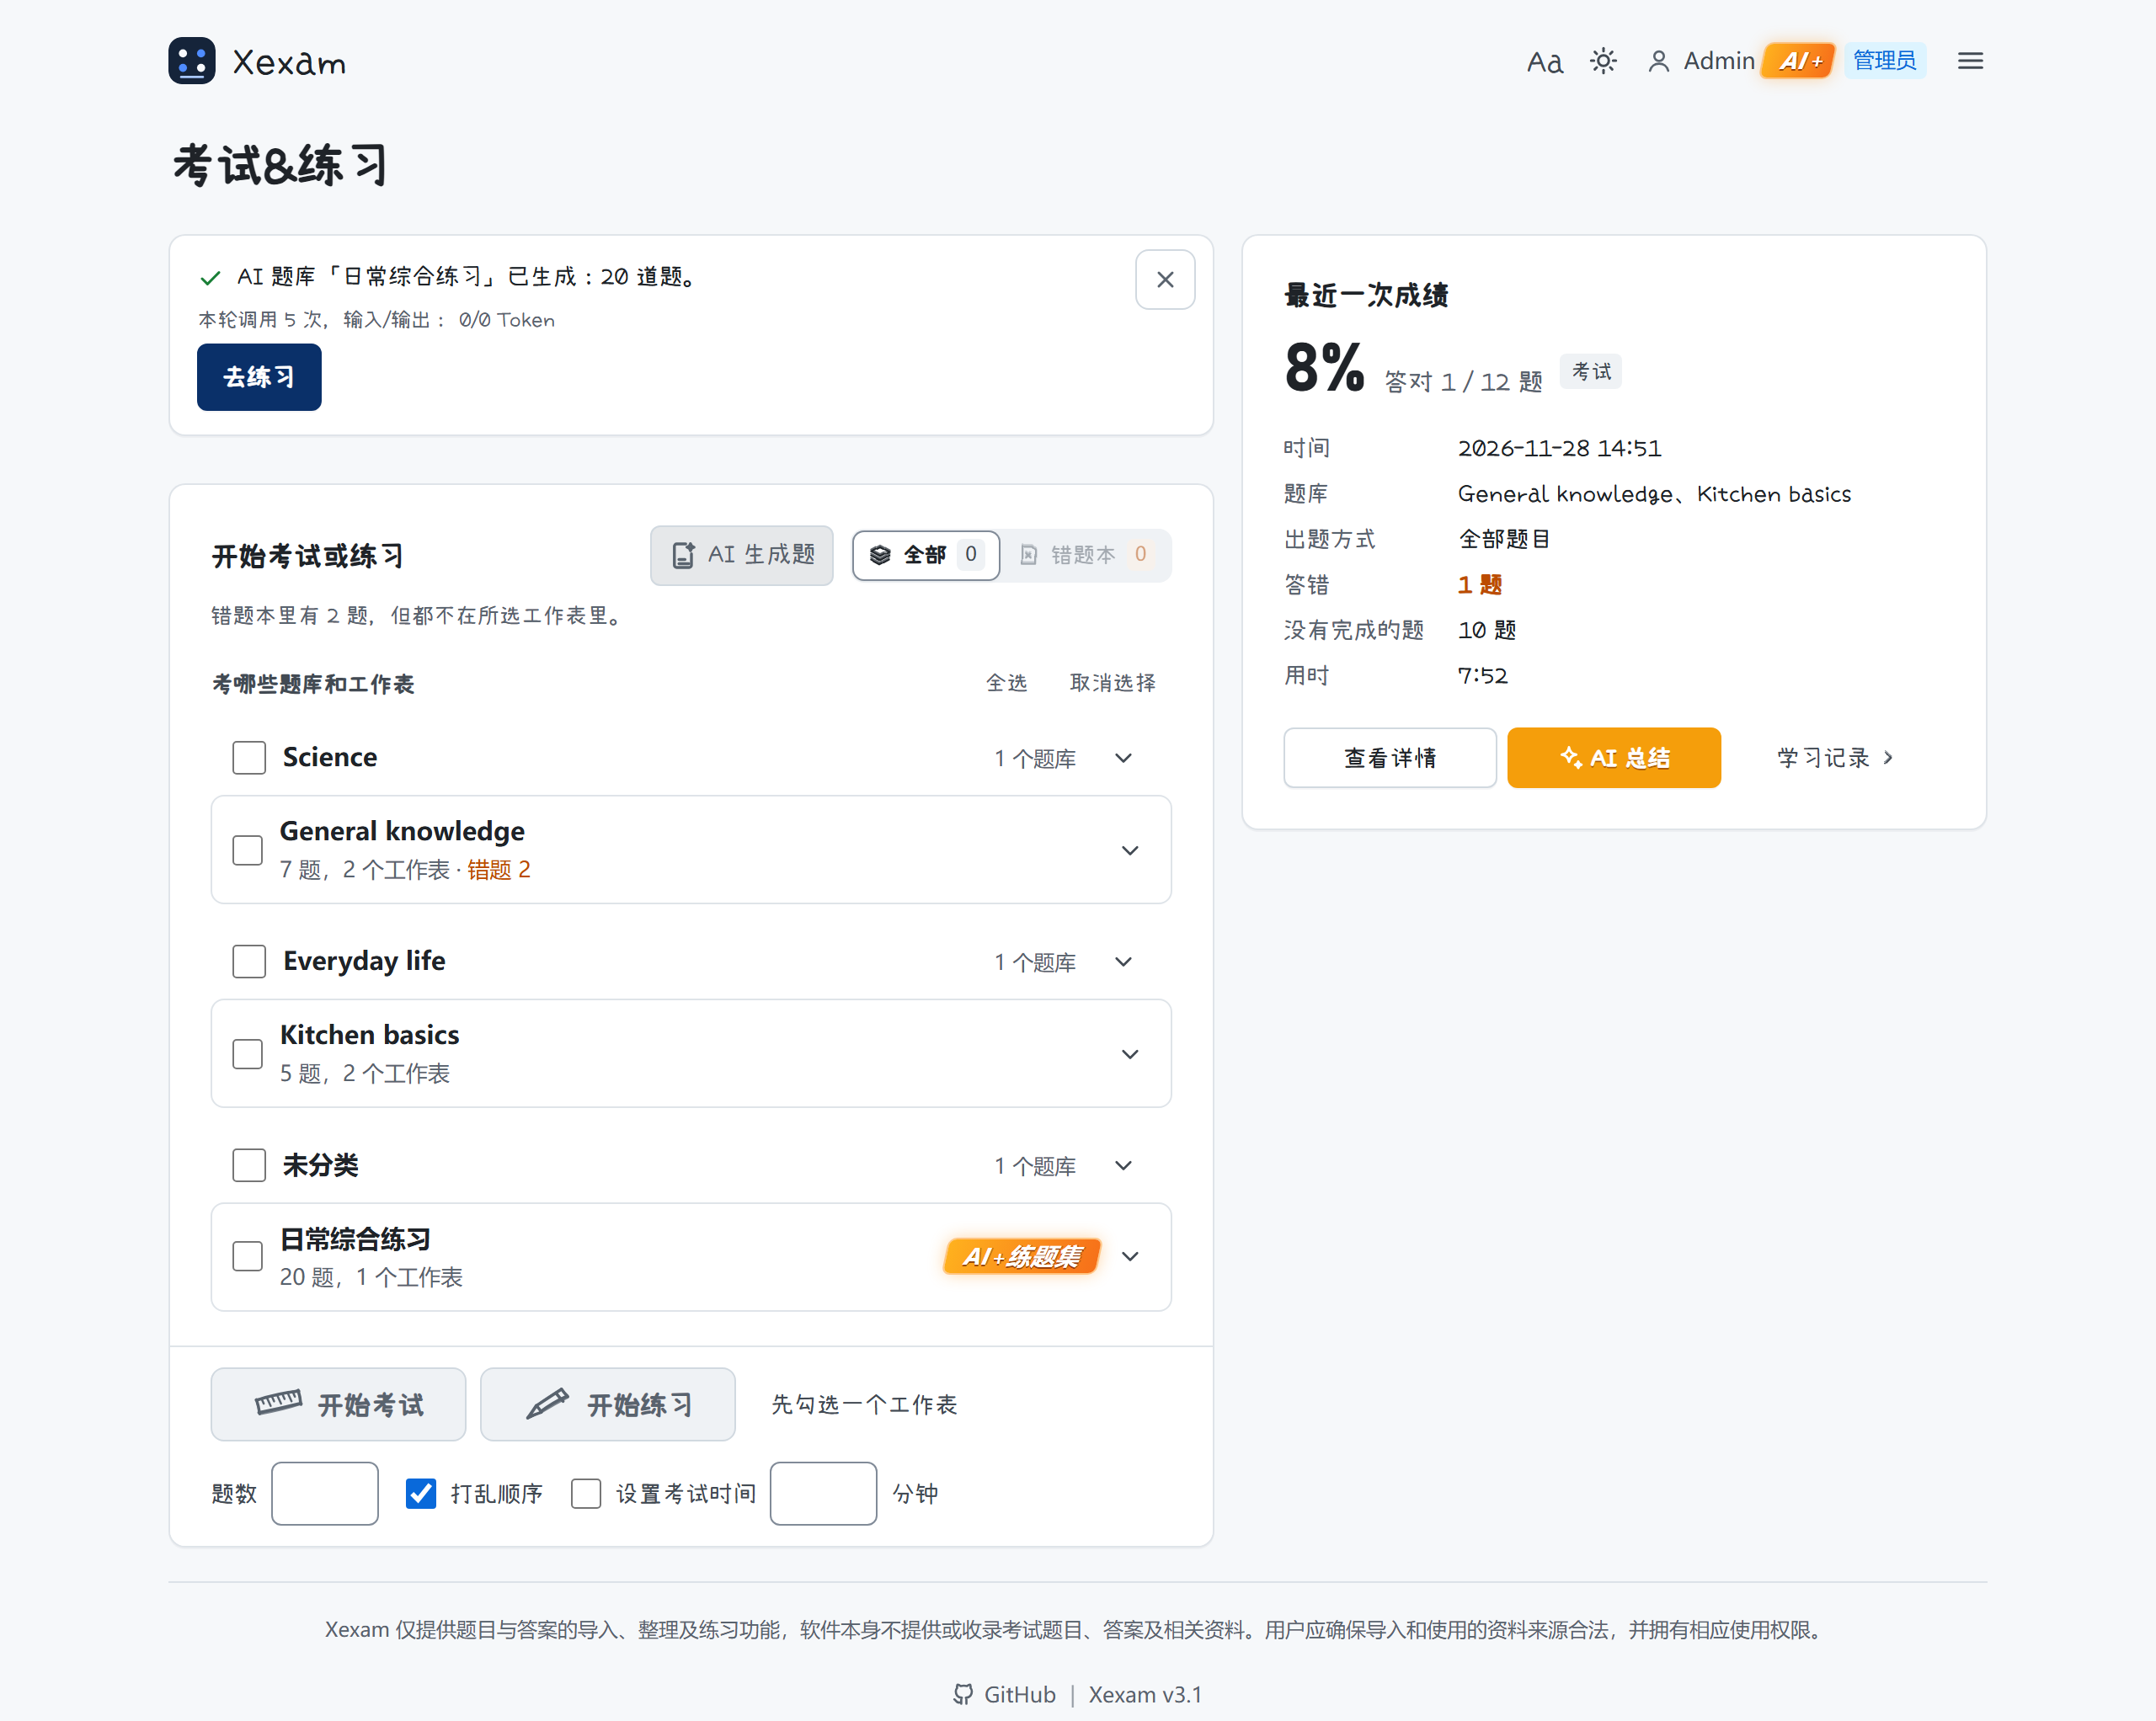 Xexam
Aa Admin AI+ 管理员
考试&练习
AI 题库「日常综合练习」已生成：20 道题。
本轮调用 5 次，输入/输出： 0/0 Token
去练习
开始考试或练习
AI 生成题 全部 0 错题本 0
错题本里有 2 题，但都不在所选工作表里。
考哪些题库和工作表 全选 取消选择
Science 1 个题库
General knowledge
7 题，2 个工作表 · 错题 2
Everyday life 1 个题库
Kitchen basics
5 题，2 个工作表
未分类 1 个题库
日常综合练习
20 题，1 个工作表
AI+练题集
开始考试 开始练习 先勾选一个工作表
题数 打乱顺序 设置考试时间 分钟
最近一次成绩
8% 答对 1 / 12 题 考试
时间 2026-11-28 14:51
题库 General knowledge、Kitchen basics
出题方式 全部题目
答错 1 题
没有完成的题 10 题
用时 7:52
查看详情 AI 总结 学习记录
Xexam 仅提供题目与答案的导入、整理及练习功能，软件本身不提供或收录考试题目、答案及相关资料。用户应确保导入和使用的资料来源合法，并拥有相应使用权限。
GitHub | Xexam v3.1